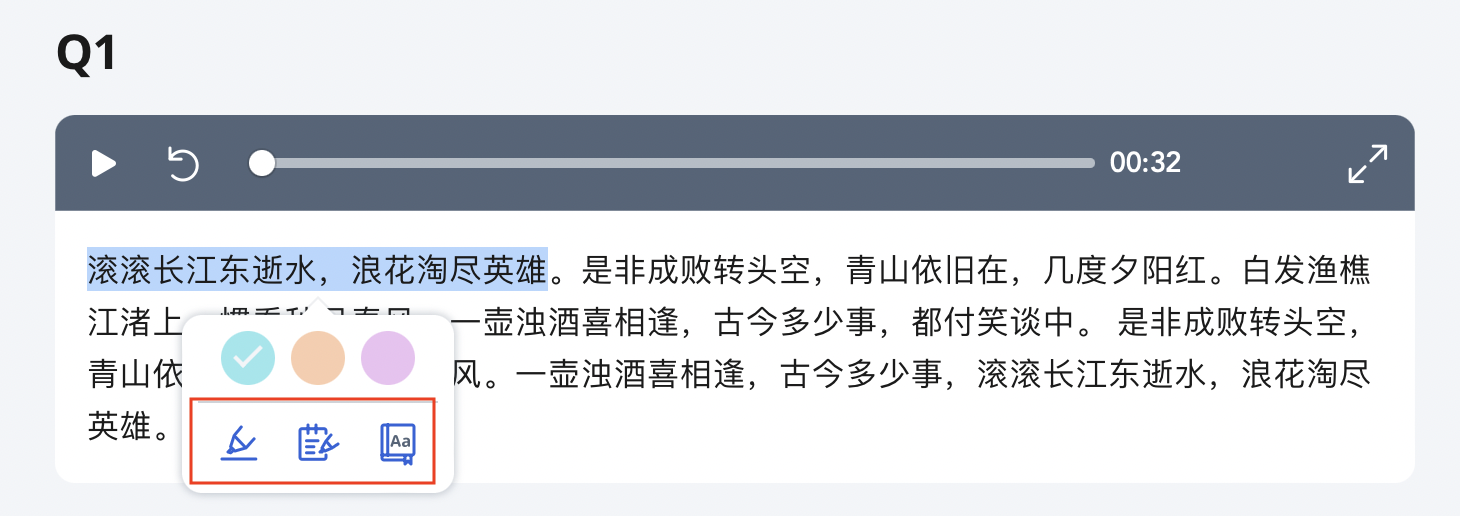 Q1
00:32
滚滚长江东逝水，浪花淘尽英雄。是非成败转头空，青山依旧在，几度夕阳红。白发渔樵
江渚上 一壶浊酒喜相逢，古今多少事，都付笑谈中。 是非成败转头空，
青山依 风。一壶浊酒喜相逢，古今多少事，滚滚长江东逝水，浪花淘尽
英雄。
Aa